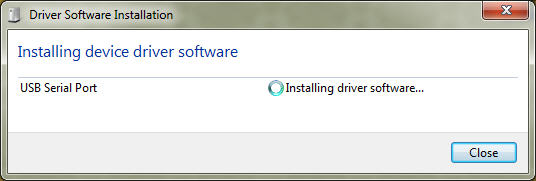 Driver Software Installation
Installing device driver software
USB Serial Port Installing driver software...
Close